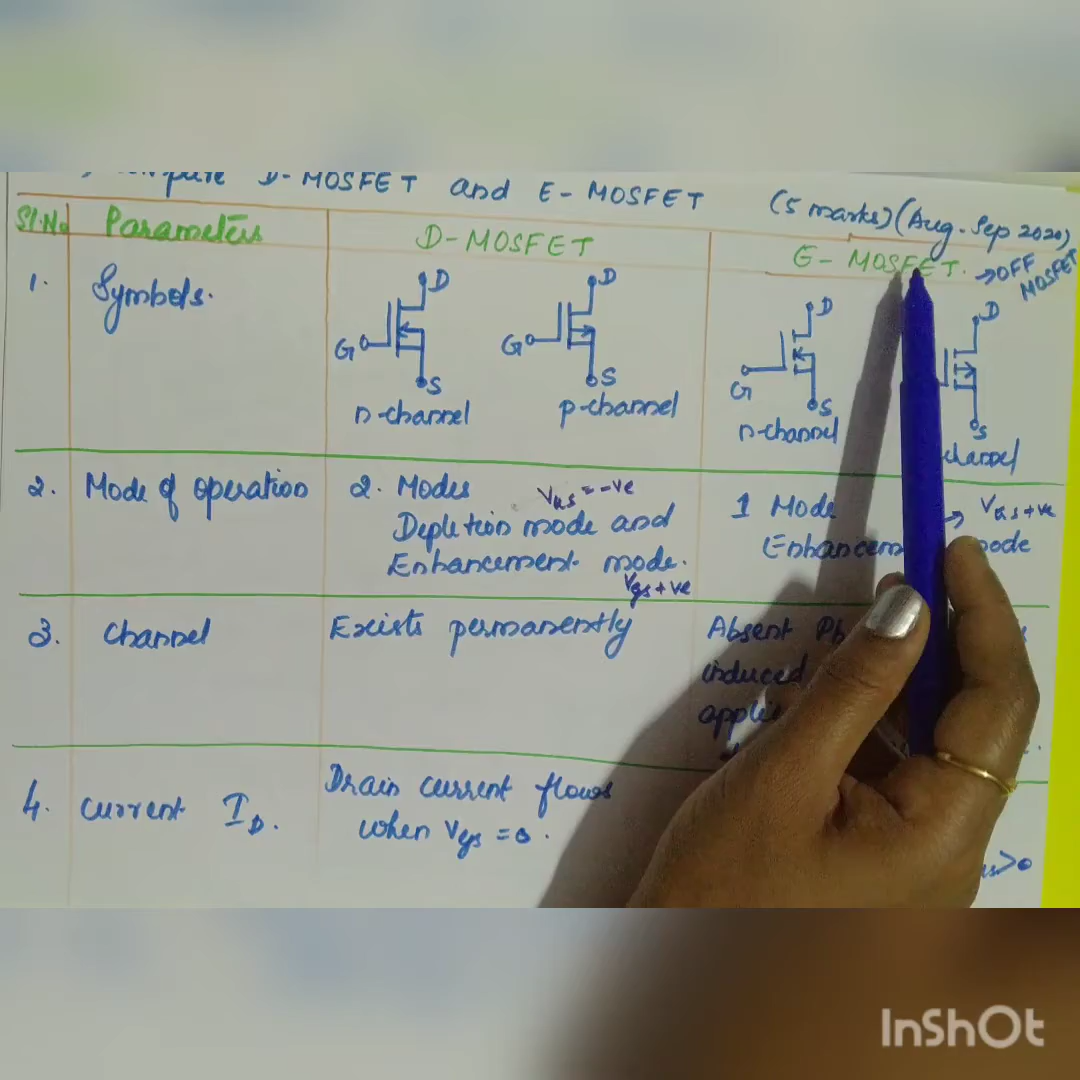 D-MOSFET and E-MOSFET (5 marks) (Aug-Sep 2020)
Sl.No Parameters D-MOSFET E-MOSFET. →OFF MOSFET
1. Symbols.
D D D D
G G G
S S S S
n-channel p-channel n-channel channel
2. Mode of operation
2. Modes VGS = -ve
Depletion mode and
Enhancement mode.
VGS +ve
1 Mode → VGS +ve
mode
3. Channel
Exists permanently
Absent
induced
4. Current ID.
Drain current flows
when VGS = 0.
>0
InShOt